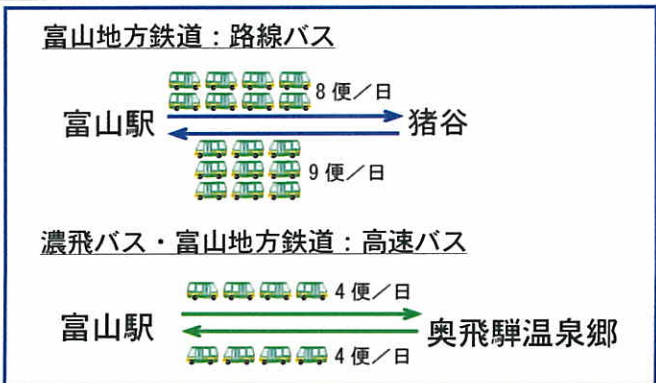 富山地方鉄道：路線バス
8便／日
富山駅 猪谷
9便／日
濃飛バス・富山地方鉄道：高速バス
4便／日
富山駅 奥飛騨温泉郷
4便／日